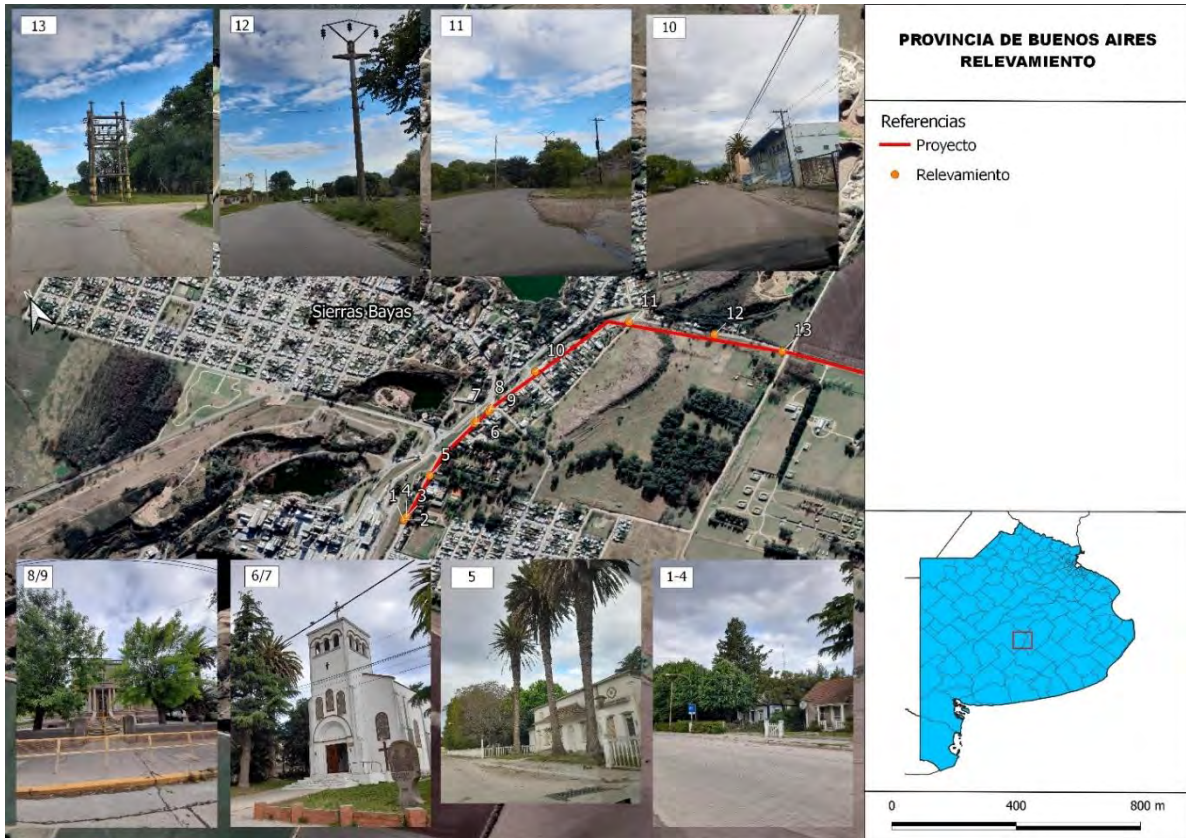 13
12
11
10
PROVINCIA DE BUENOS AIRES
RELEVAMIENTO
Referencias
Proyecto
Relevamiento
N
Sierras Bayas
11
12
13
10
8
7
9
6
5
4
1
3
2
8/9
6/7
5
1-4
0 400 800 m